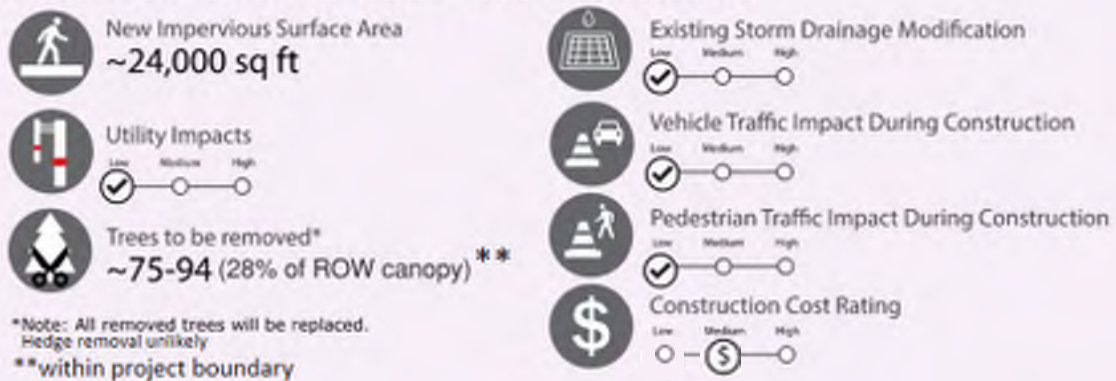 New Impervious Surface Area
~24,000 sq ft
Utility Impacts
Low Medium High
Trees to be removed*
~75-94 (28% of ROW canopy)**
*Note: All removed trees will be replaced.
Hedge removal unlikely
**within project boundary
Existing Storm Drainage Modification
Low Medium High
Vehicle Traffic Impact During Construction
Low Medium High
Pedestrian Traffic Impact During Construction
Low Medium High
Construction Cost Rating
Low Medium High
$
$